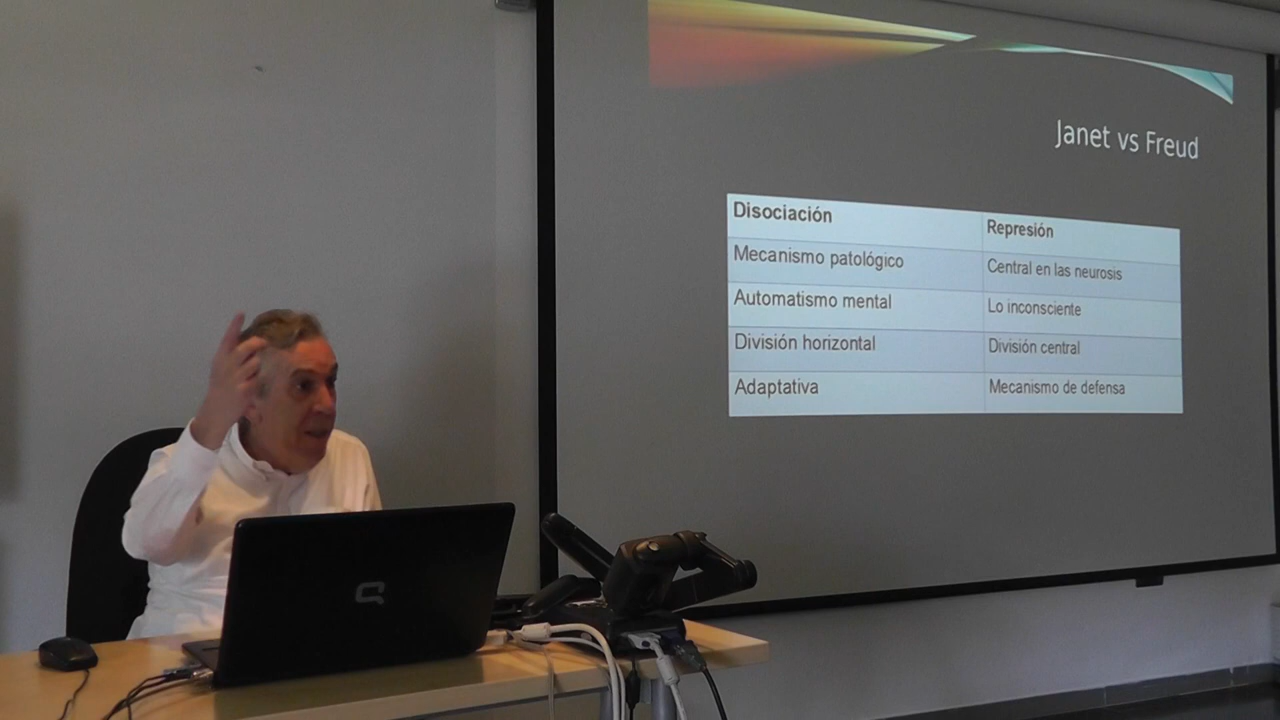 Janet vs Freud
Disociación
Represión
Mecanismo patológico
Central en las neurosis
Automatismo mental
Lo inconsciente
División horizontal
División central
Adaptativa
Mecanismo de defensa